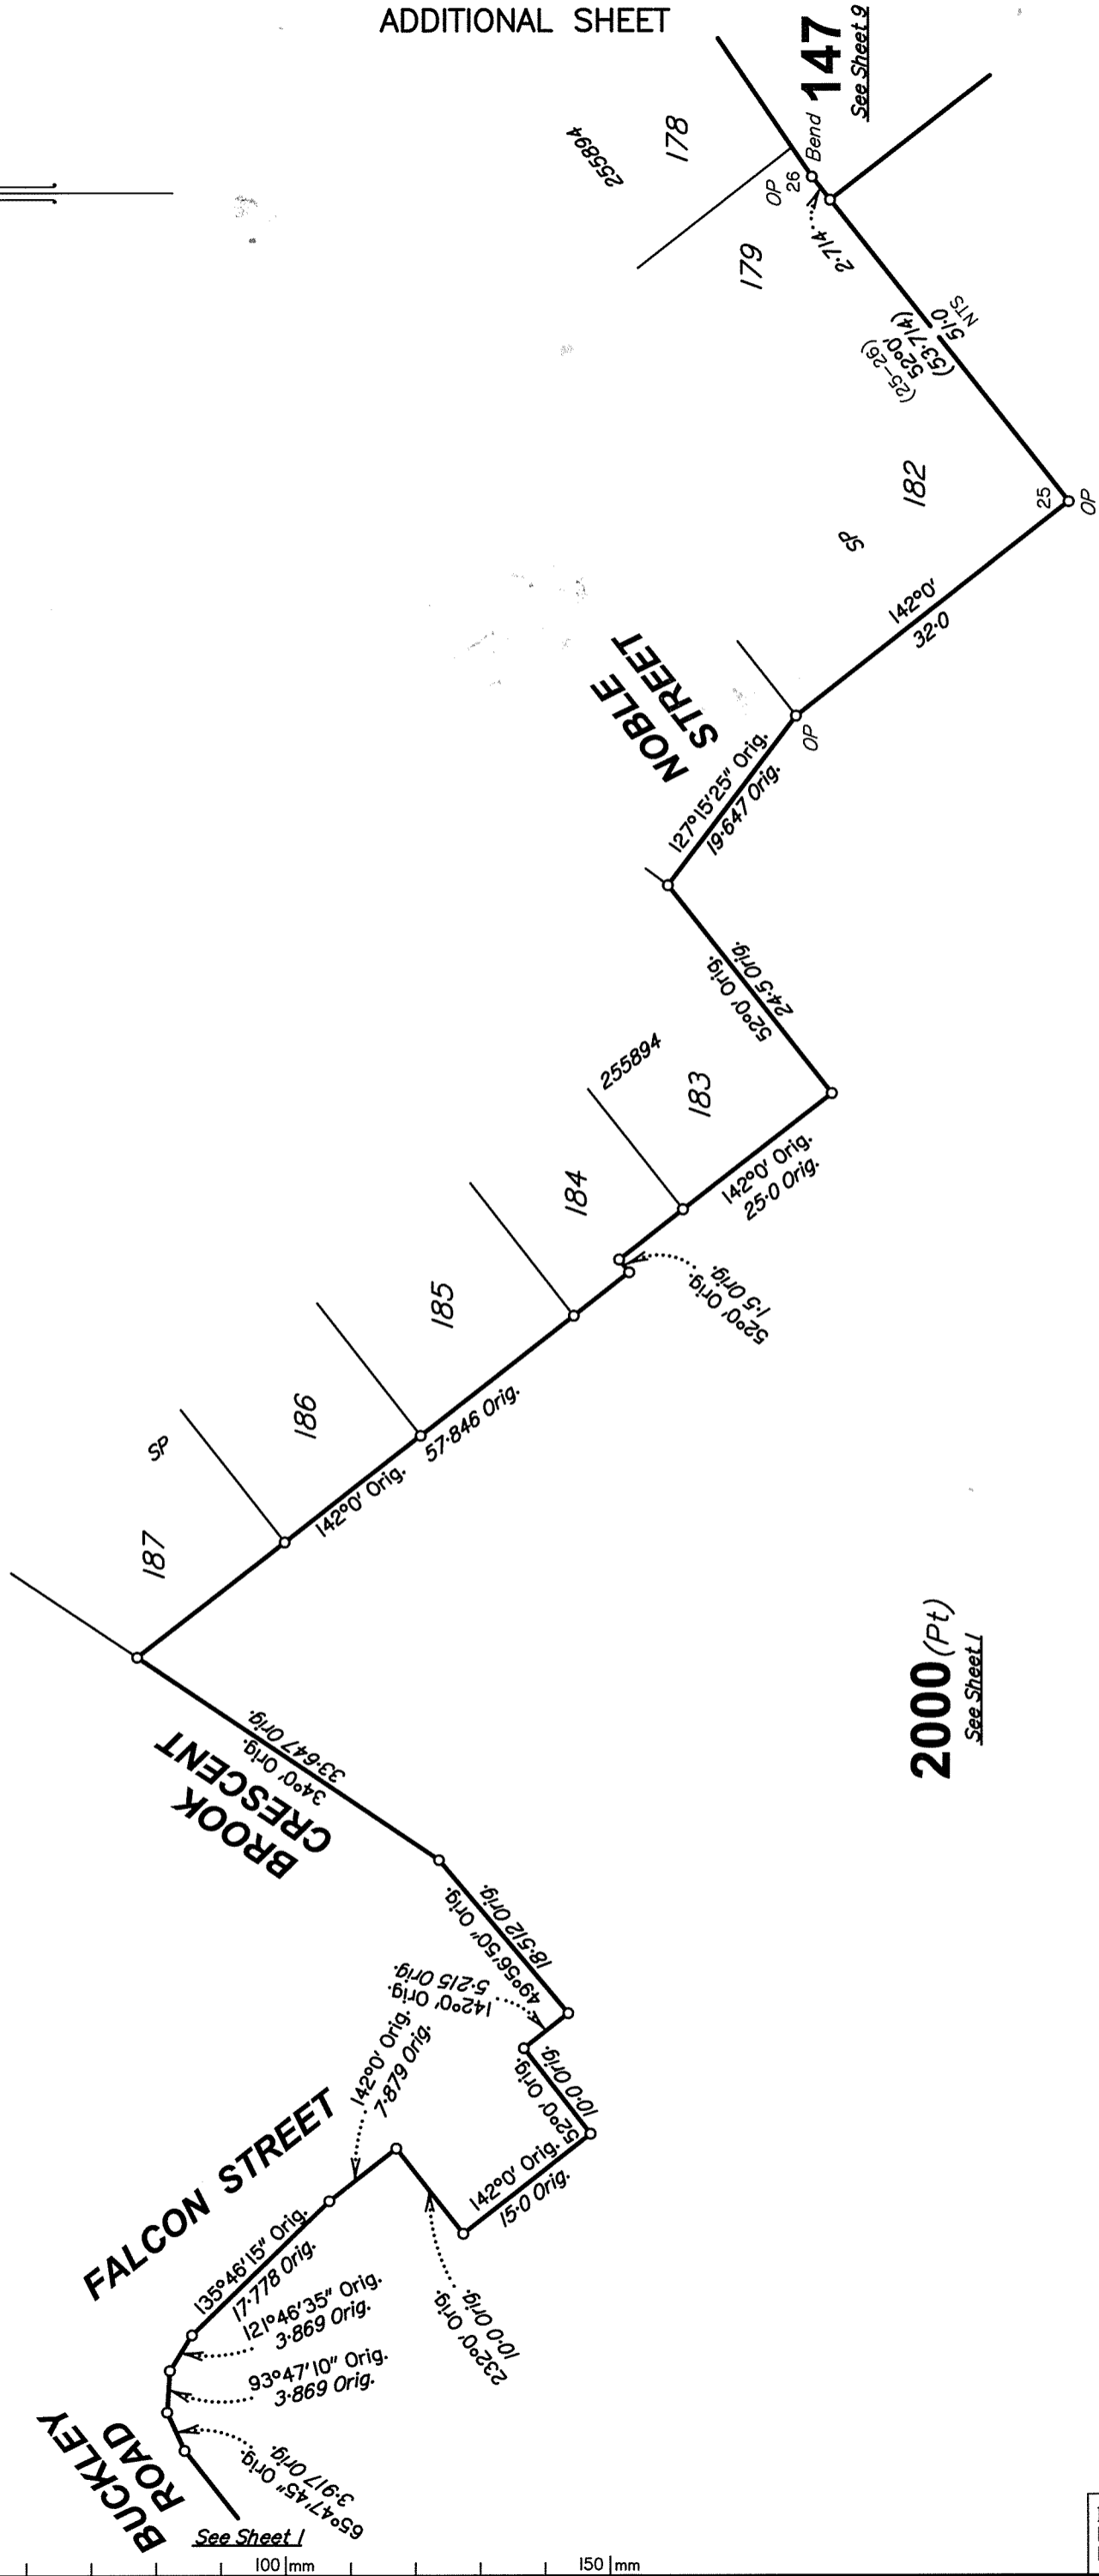 ADDITIONAL SHEET
147
See Sheet 9
Bend
178
255894
OP
26
179
2·714
(25-26)
52°0'
(53·714)
51·0
NTS
182
SP
25
OP
142°0'
32·0
NOBLE
STREET
OP
127°15'25" Orig.
19·647 Orig.
52°0' Orig.
24·5 Orig.
255894
183
142°0' Orig.
25·0 Orig.
184
52°0' Orig.
1·5 Orig.
185
186
142°0' Orig.
57·846 Orig.
SP
187
BROOK
CRESCENT
34°0' Orig.
33·647 Orig.
2000 (Pt)
See Sheet 1
49°56'50" Orig.
18·512 Orig.
142°0' Orig.
5·215 Orig.
142°0' Orig.
7·879 Orig.
52°0' Orig.
10·0 Orig.
142°0' Orig.
15·0 Orig.
232°0' Orig.
10·0 Orig.
FALCON STREET
135°46'15" Orig.
17·778 Orig.
121°46'35" Orig.
3·869 Orig.
93°47'10" Orig.
3·869 Orig.
65°47'45" Orig.
3·917 Orig.
BUCKLEY
ROAD
See Sheet 1
100 mm
150 mm